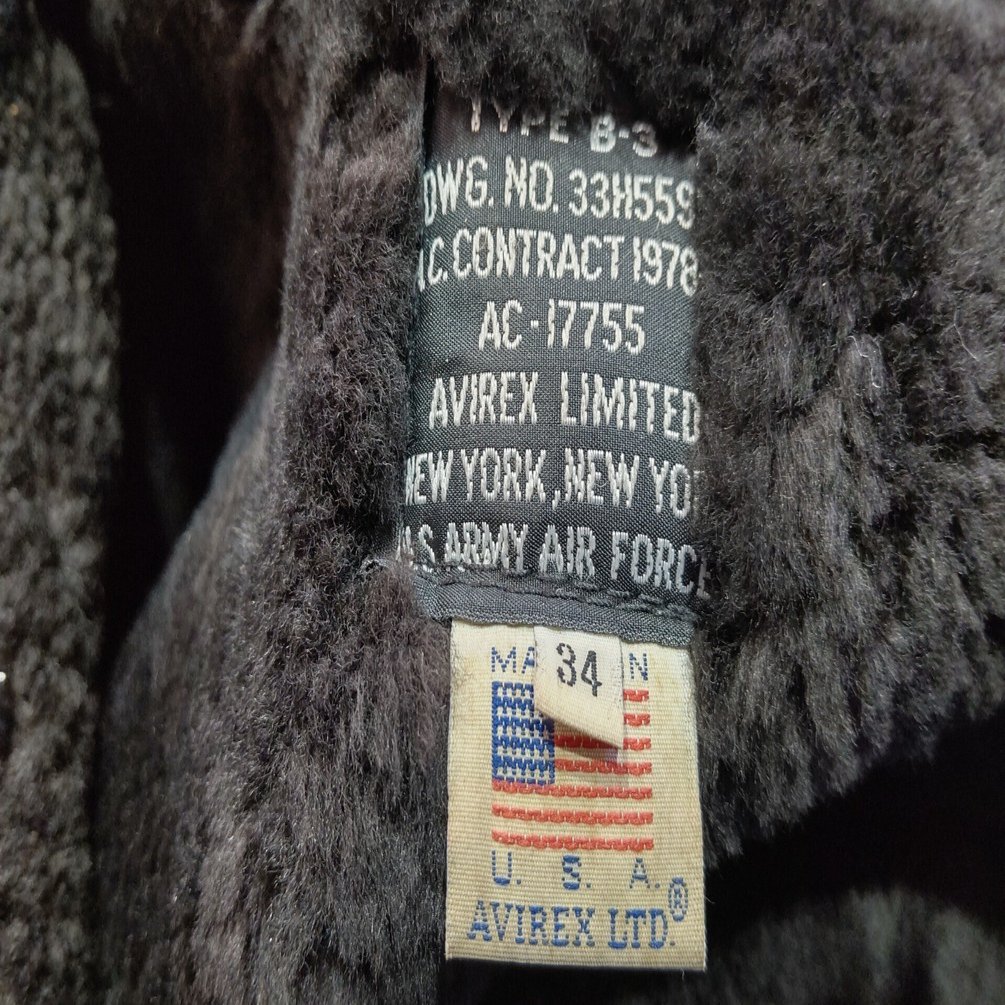 TYPE B-3
DWG. NO. 33H559
A.C. CONTRACT 1978
AC-17755
AVIREX LIMITED
NEW YORK, NEW YO
U.S. ARMY AIR FORCE
34
MA N
U. S. A.
AVIREX LTD.®